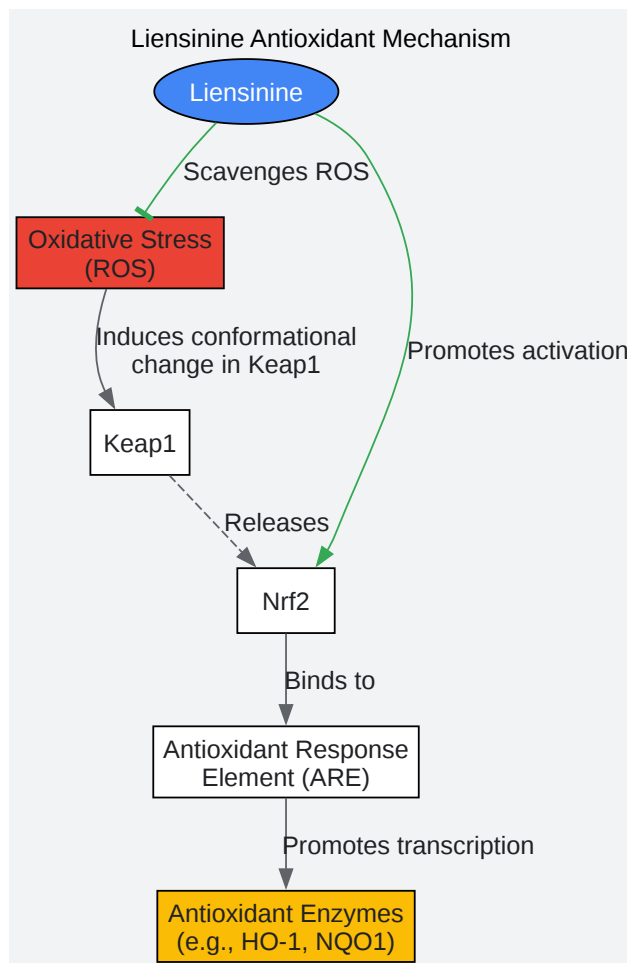 Liensinine Antioxidant Mechanism
Liensinine
Scavenges ROS
Oxidative Stress
(ROS)
Induces conformational
change in Keap1
Promotes activation
Keap1
Releases
Nrf2
Binds to
Antioxidant Response
Element (ARE)
Promotes transcription
Antioxidant Enzymes
(e.g., HO-1, NQO1)